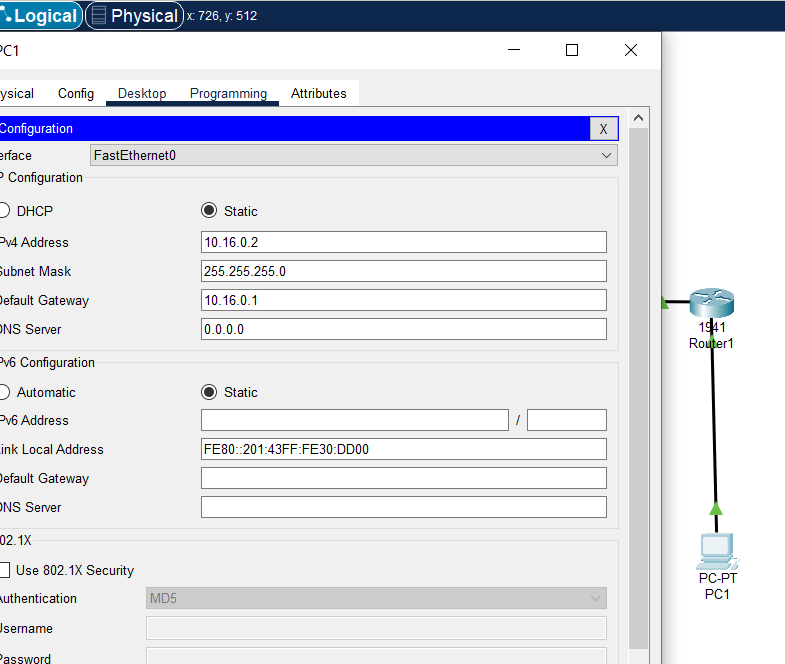 Logical Physical x: 726, y: 512
PC1
ysical Config Desktop Programming Attributes
Configuration X
erface FastEthernet0
P Configuration
DHCP Static
Pv4 Address 10.16.0.2
Subnet Mask 255.255.255.0
Default Gateway 10.16.0.1
DNS Server 0.0.0.0
Pv6 Configuration
Automatic Static
Pv6 Address /
ink Local Address FE80::201:43FF:FE30:DD00
Default Gateway
DNS Server
02.1X
Use 802.1X Security
Authentication MD5
Username
Password
1941
Router1
PC-PT
PC1